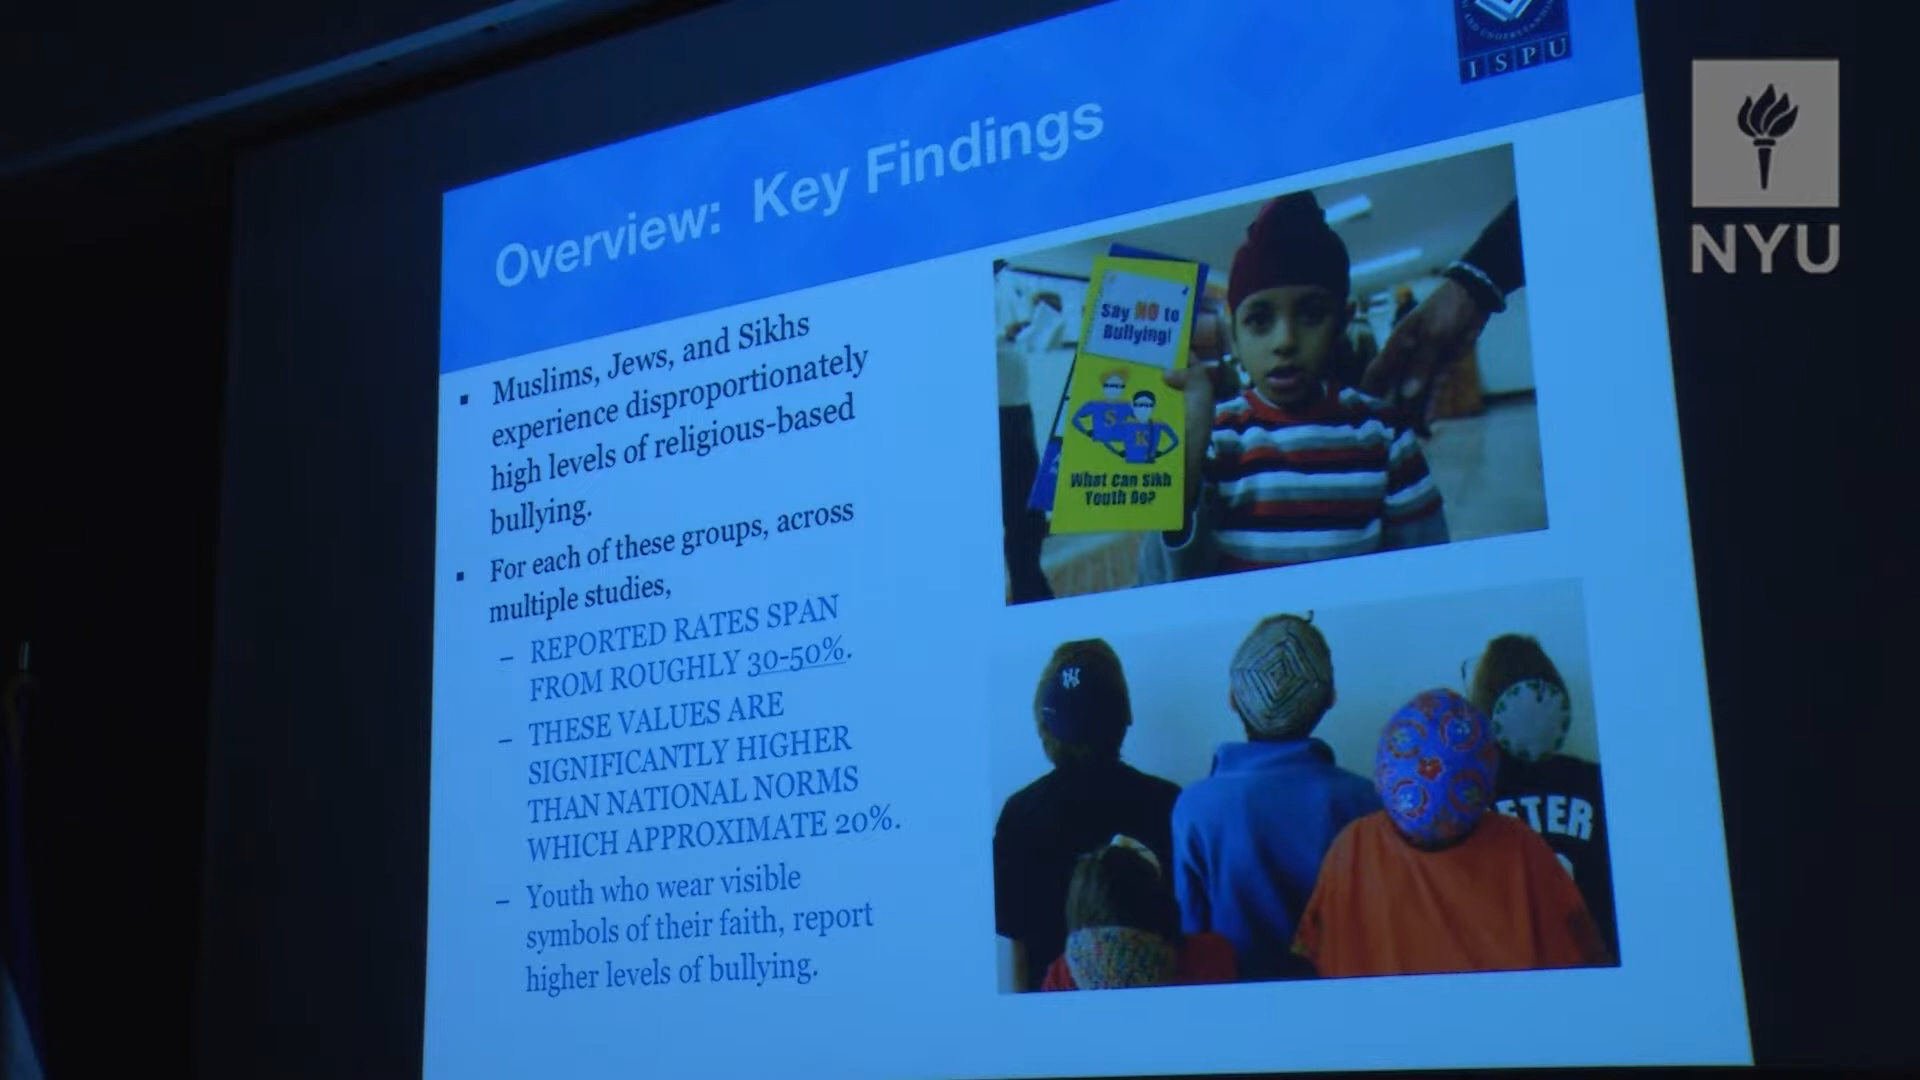 ISPU
NYU
Overview: Key Findings
▪ Muslims, Jews, and Sikhs
experience disproportionately
high levels of religious-based
bullying.
▪ For each of these groups, across
multiple studies,
– REPORTED RATES SPAN
FROM ROUGHLY 30-50%.
– THESE VALUES ARE
SIGNIFICANTLY HIGHER
THAN NATIONAL NORMS
WHICH APPROXIMATE 20%.
– Youth who wear visible
symbols of their faith, report
higher levels of bullying.
Say NO to
Bullying!
S
K
What Can Sikh
Youth Do?
NY
ETER